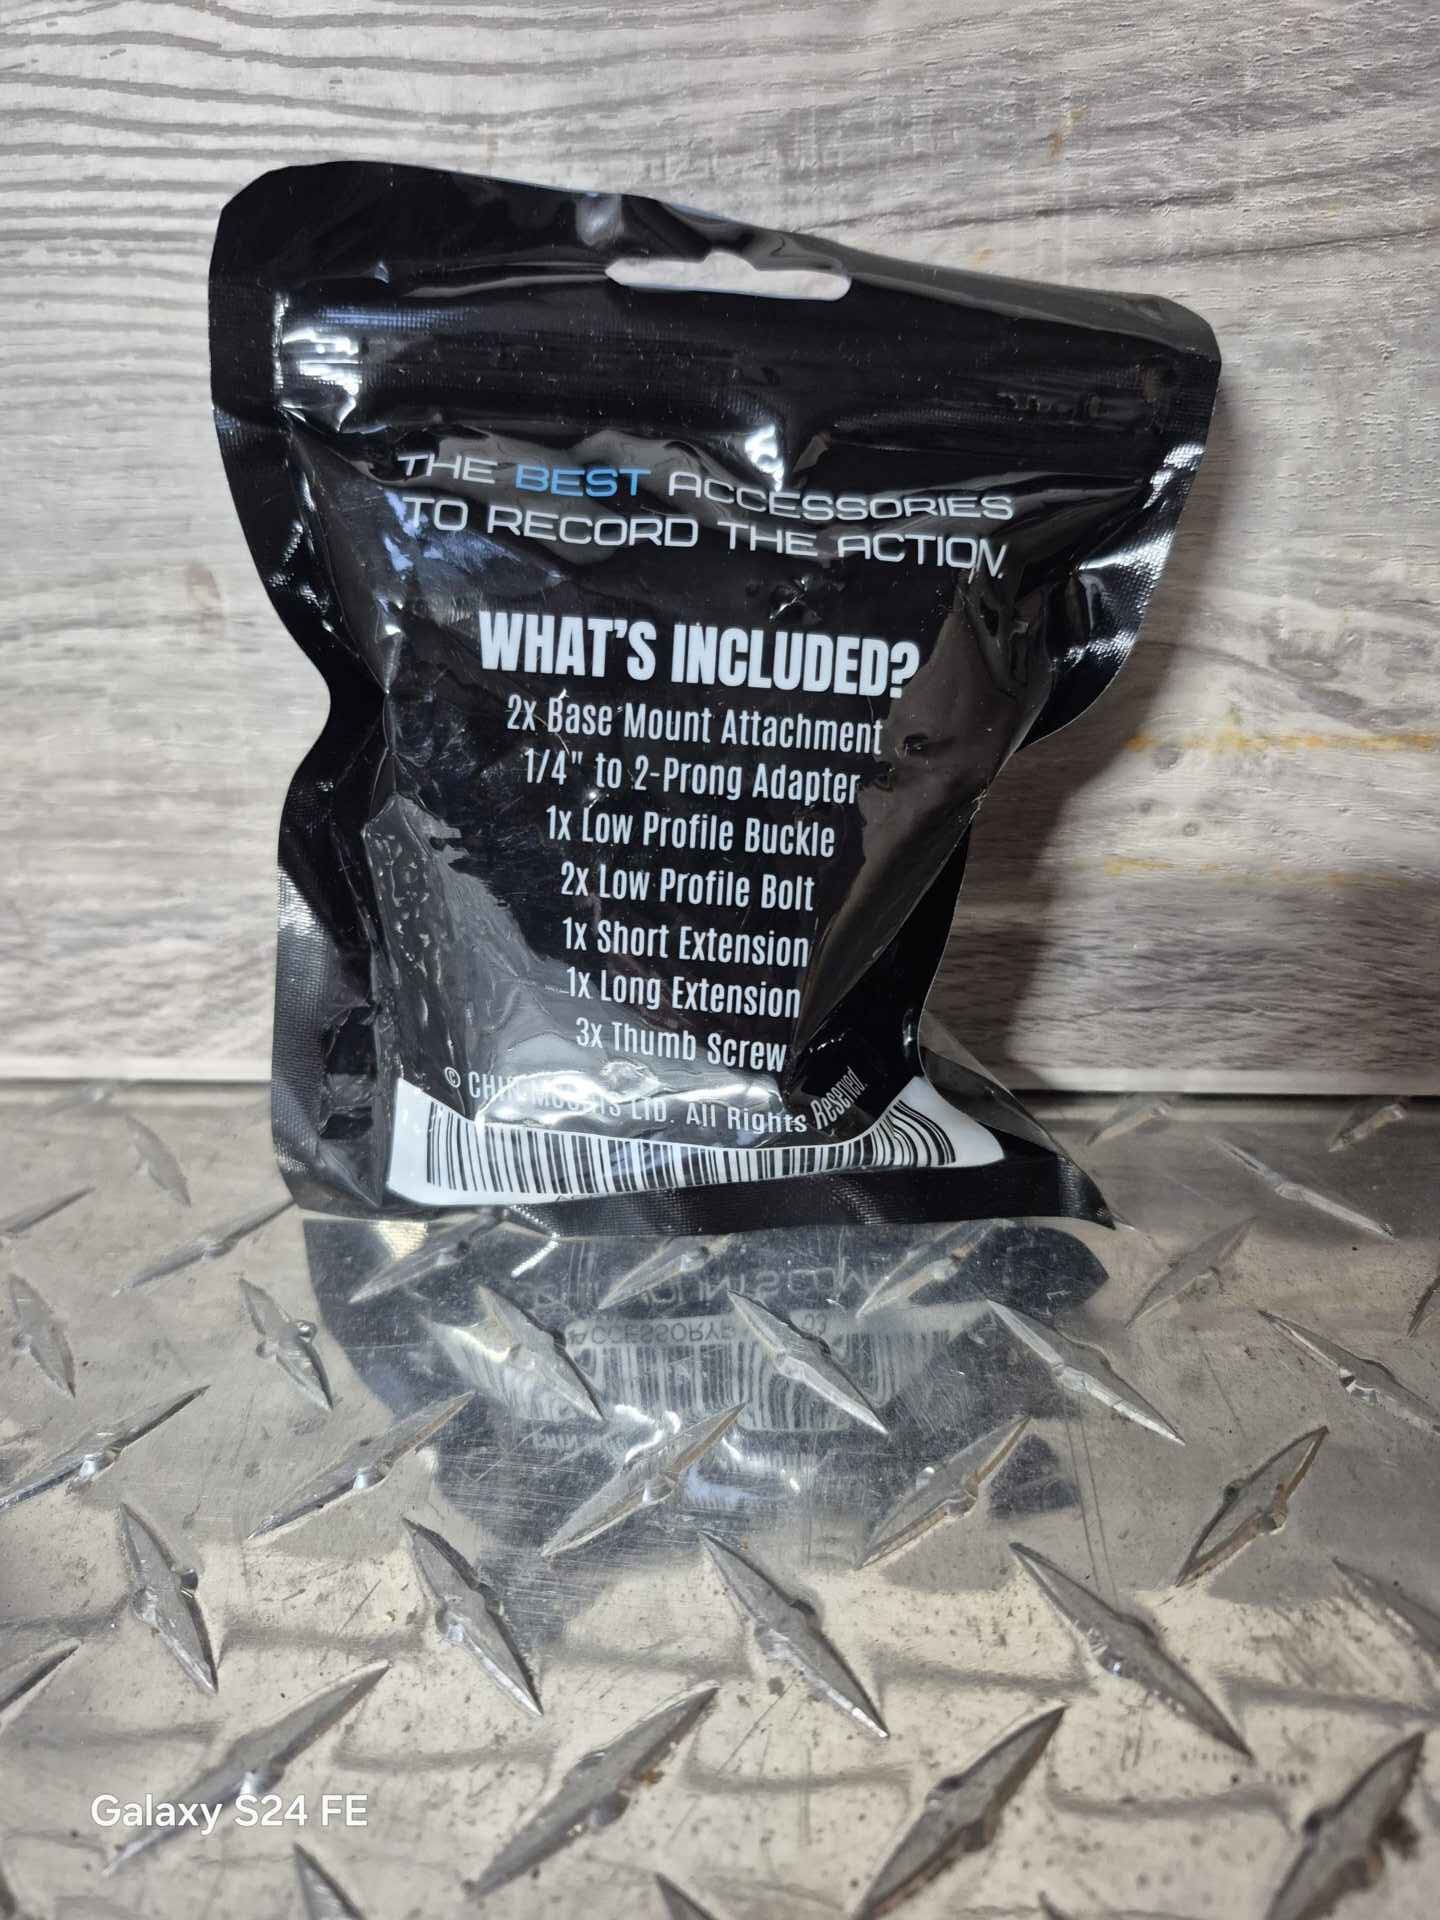 THE BEST ACCESSORIES
TO RECORD THE ACTION.
WHAT'S INCLUDED?
2x Base Mount Attachment
1/4" to 2-Prong Adapter
1x Low Profile Buckle
2x Low Profile Bolt
1x Short Extension
1x Long Extension
3x Thumb Screw
© CHIN MOUNTS LTD. All Rights Reserved.
Galaxy S24 FE